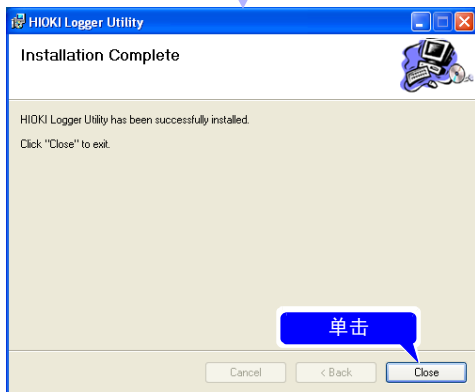 HIOKI Logger Utility
Installation Complete
HIOKI Logger Utility has been successfully installed.
Click "Close" to exit.
单击
Cancel
< Back
Close